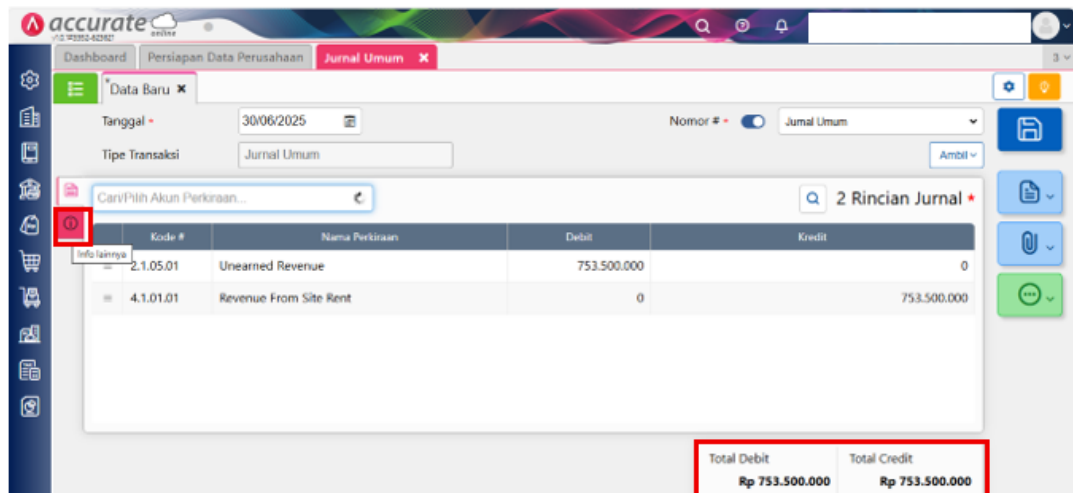 accurate
online
Dashboard Persiapan Data Perusahaan Jurnal Umum ✖ 3
*Data Baru ✖
Tanggal * 30/06/2025 Nomor # * Jurnal Umum
Tipe Transaksi Jurnal Umum Ambil
Cari/Pilih Akun Perkiraan... 2 Rincian Jurnal *
Kode # Nama Perkiraan Debit Kredit
Info lainnya
2.1.05.01 Unearned Revenue 753.500.000 0
4.1.01.01 Revenue From Site Rent 0 753.500.000
Total Debit Total Credit
Rp 753.500.000 Rp 753.500.000